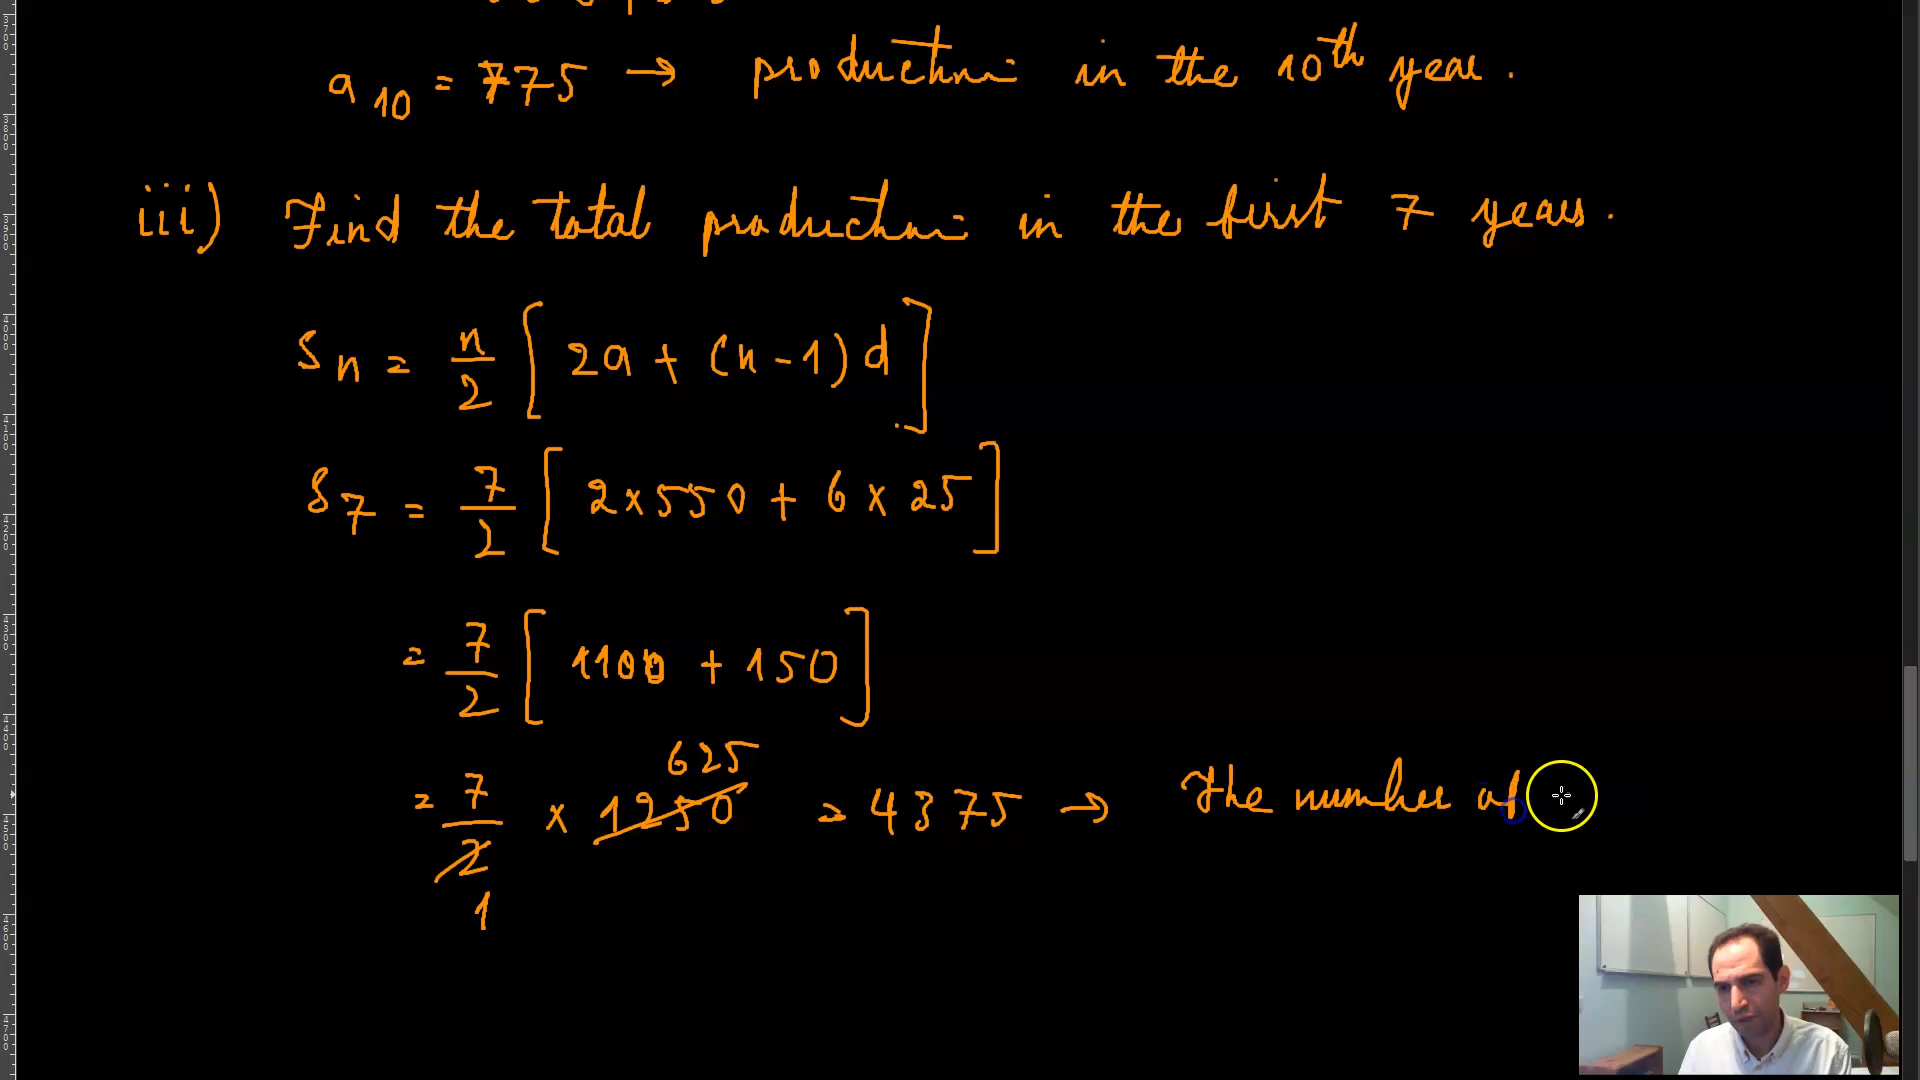 a10 = 775 → production in the 10th year.
iii) Find the total production in the first 7 years.
Sn = n/2 [2a + (n-1)d]
S7 = 7/2 [2×550 + 6×25]
= 7/2 [1100 + 150]
625
= 7/2 × 1250 = 4375 → The number of
1